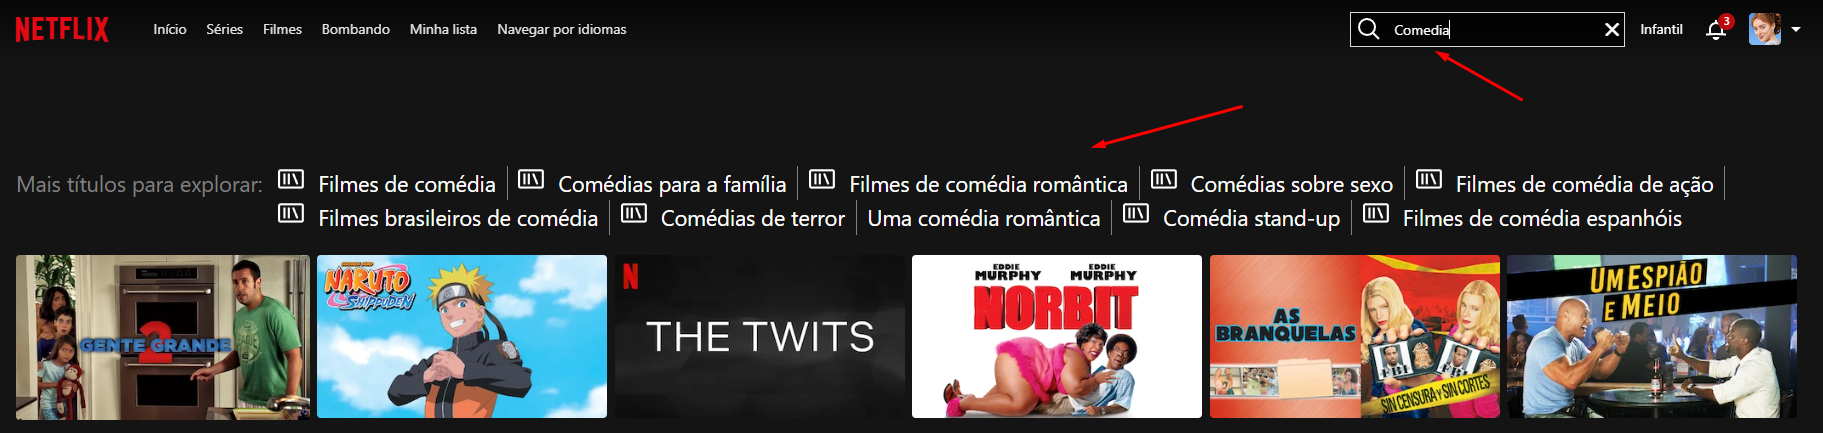 NETFLIX Início Séries Filmes Bombando Minha lista Navegar por idiomas Comedia Infantil 3
Mais títulos para explorar: Filmes de comédia Comédias para a família Filmes de comédia romântica Comédias sobre sexo Filmes de comédia de ação
Filmes brasileiros de comédia Comédias de terror Uma comédia romântica Comédia stand-up Filmes de comédia espanhóis
GENTE GRANDE 2
NARUTO
SHIPPUDEN
N
THE TWITS
EDDIE MURPHY EDDIE MURPHY
NORBIT
AS
BRANQUELAS
FBI FBI
SIN CENSURA Y SIN CORTES
UM ESPIÃO
E MEIO